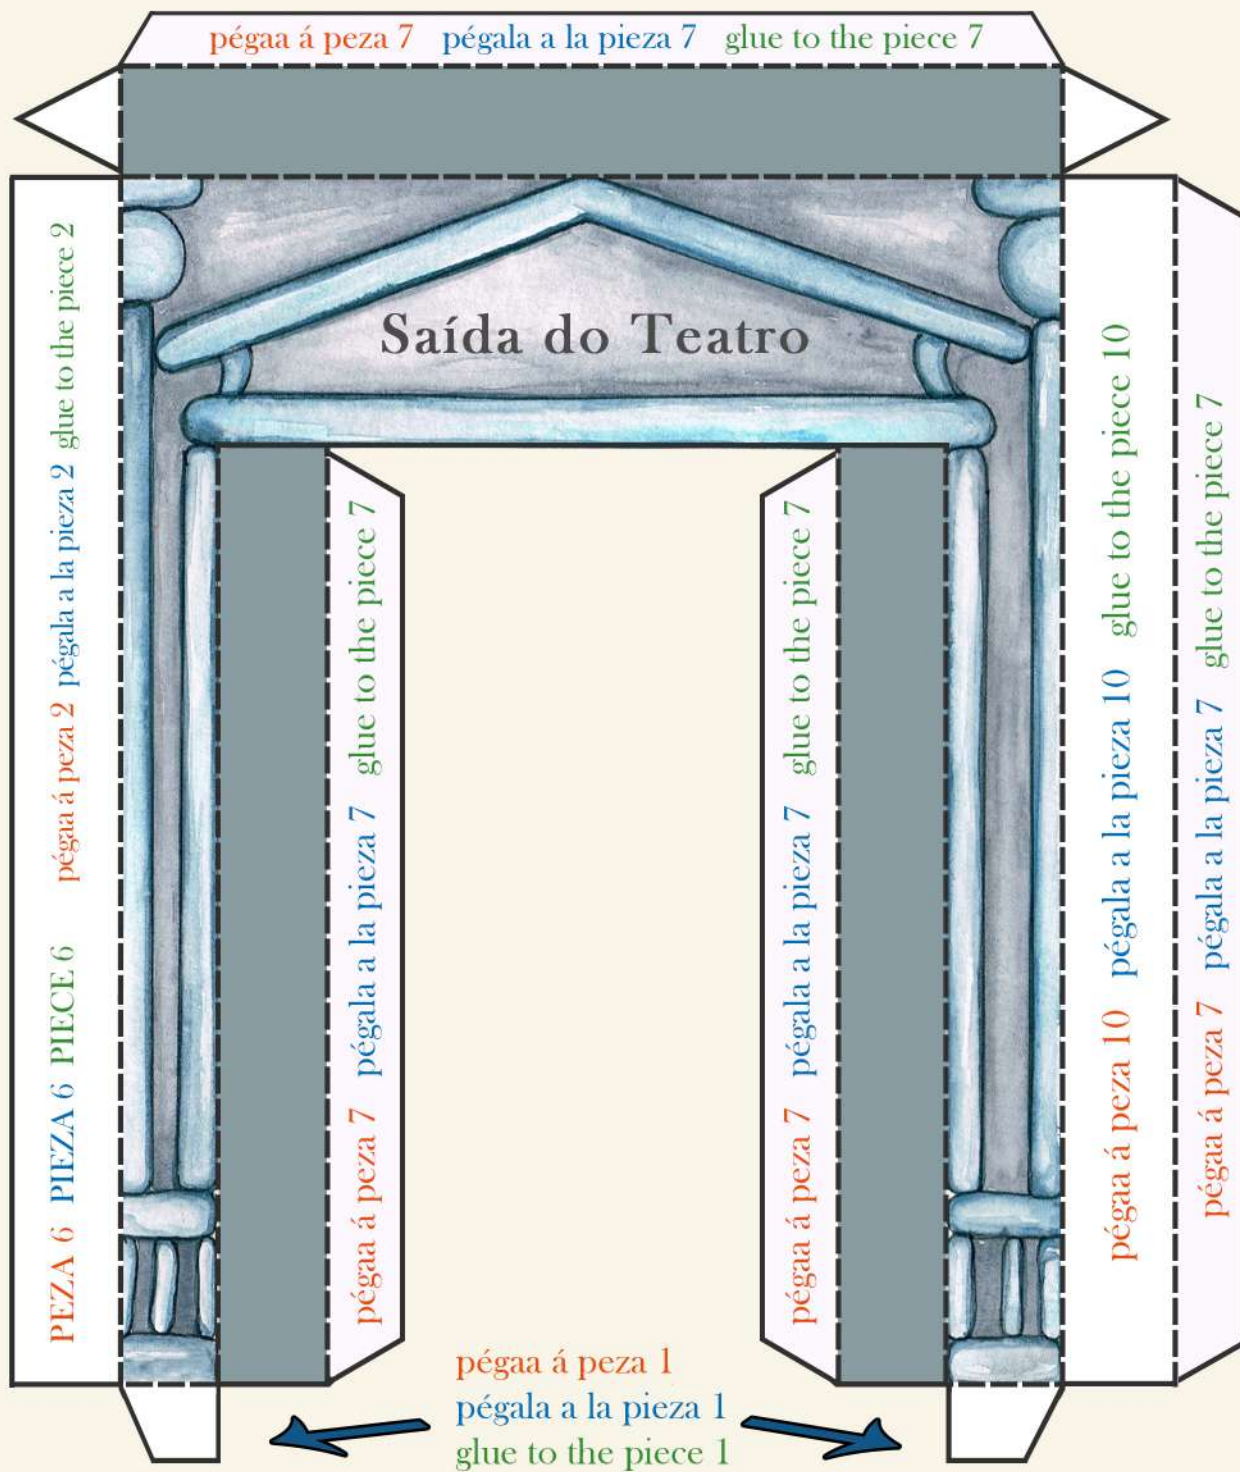 pégaa á peza 7 pégala a la pieza 7 glue to the piece 7
PEZA 6 PIEZA 6 PIECE 6 pégaa á peza 2 pégala a la pieza 2 glue to the piece 2
Saída do Teatro
pégaa á peza 7 pégala a la pieza 7 glue to the piece 7
pégaa á peza 7 pégala a la pieza 7 glue to the piece 7
pégaa á peza 10 pégala a la pieza 10 glue to the piece 10
pégaa á peza 7 pégala a la pieza 7 glue to the piece 7
pégaa á peza 1
pégala a la pieza 1
glue to the piece 1